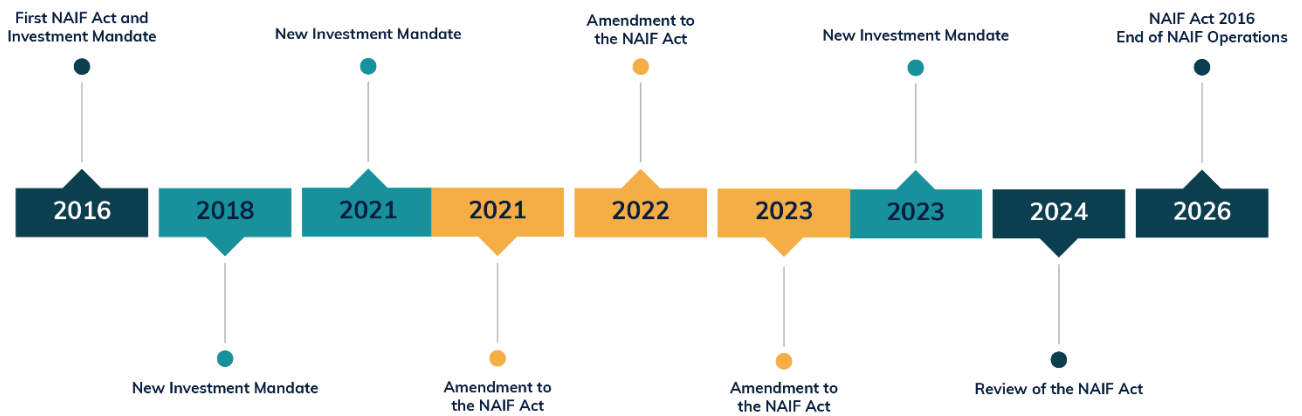 First NAIF Act and
Investment Mandate
New Investment Mandate
Amendment to
the NAIF Act
New Investment Mandate
NAIF Act 2016
End of NAIF Operations
2016
2018
2021
2021
2022
2023
2023
2024
2026
New Investment Mandate
Amendment to
the NAIF Act
Amendment to
the NAIF Act
Review of the NAIF Act